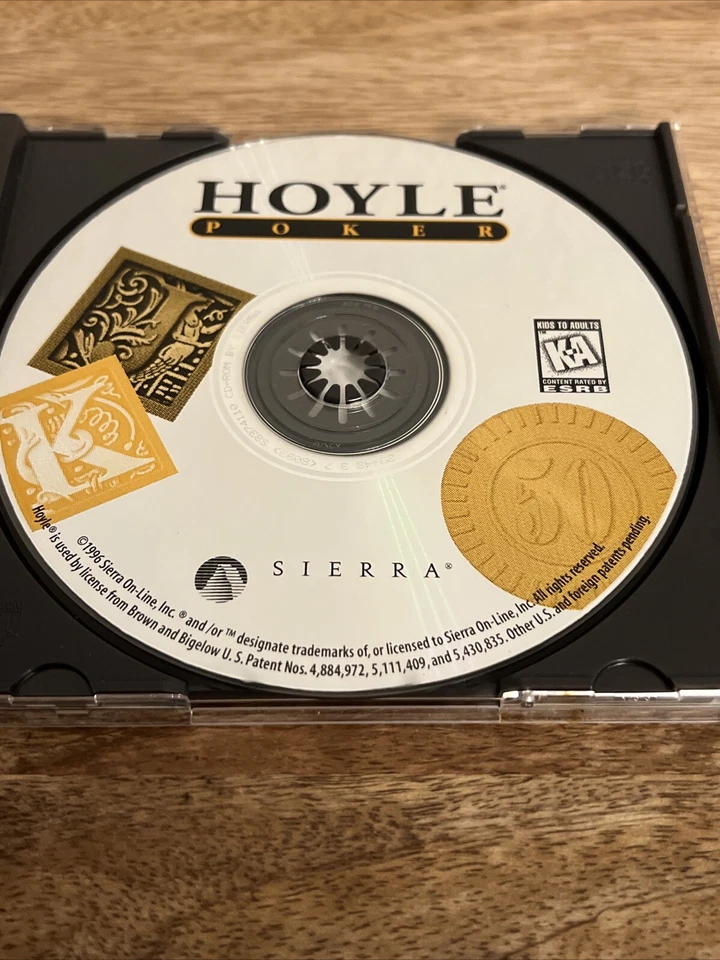 HOYLE®
POKER
KIDS TO ADULTS
K-A
CONTENT RATED BY
ESRB
K
50
SIERRA®
©1996 Sierra On-Line, Inc. ® and /or ™ designate trademarks of, or licensed to Sierra On-Line, Inc. All rights reserved.
Hoyle® is used by license from Brown and Bigelow U. S. Patent Nos. 4,884,972, 5,111,409, and 5,430,835. Other U.S. and foreign patents pending.